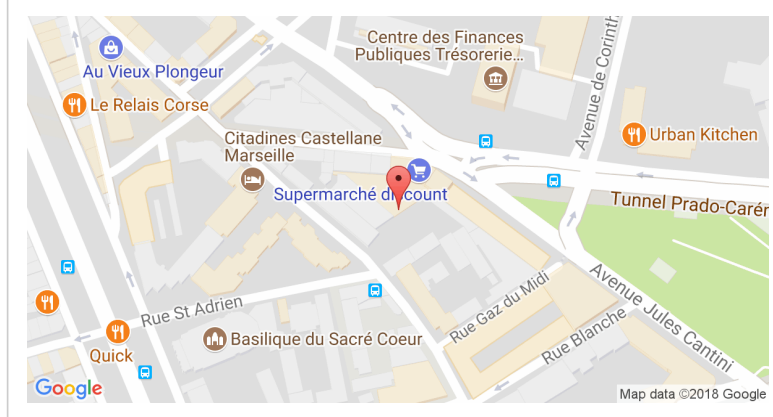 Centre des Finances
Publiques Trésorerie...
Au Vieux Plongeur
Avenue de Corinth
Le Relais Corse
Urban Kitchen
Citadines Castellane
Marseille
Supermarché discount
Tunnel Prado-Carén
Avenue Jules Cantini
Rue St Adrien
Rue Gaz du Midi
Rue Blanche
Basilique du Sacré Coeur
Quick
Google
Map data ©2018 Google